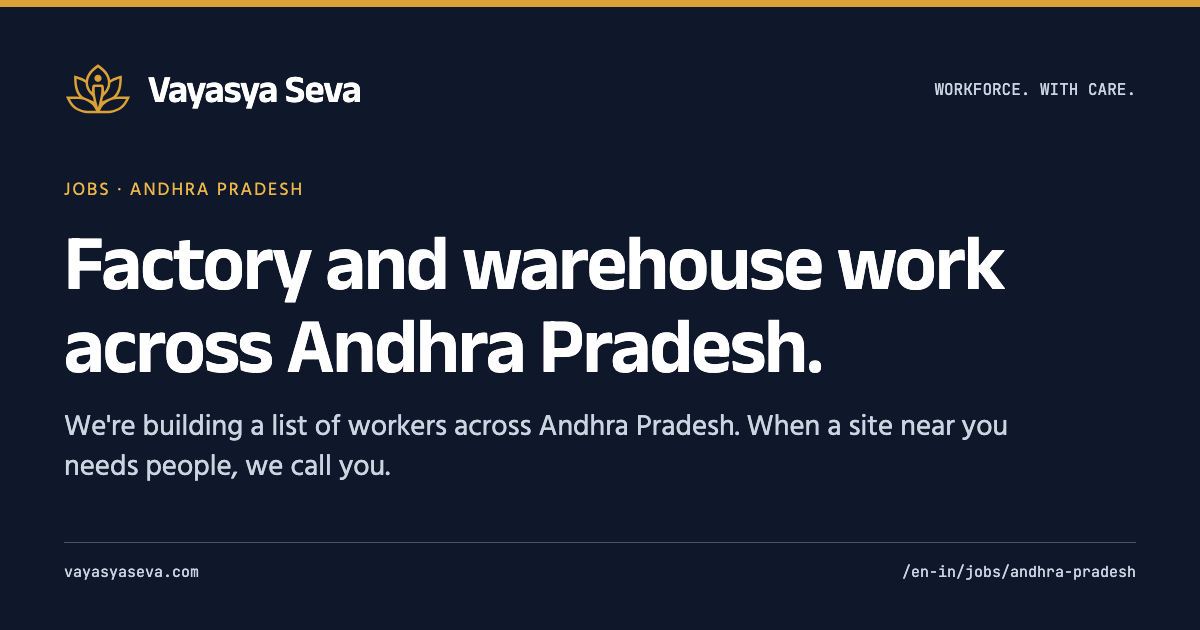 Vayasya Seva
WORKFORCE. WITH CARE.
JOBS · ANDHRA PRADESH
Factory and warehouse work
across Andhra Pradesh.
We're building a list of workers across Andhra Pradesh. When a site near you
needs people, we call you.
vayasyaseva.com
/en-in/jobs/andhra-pradesh